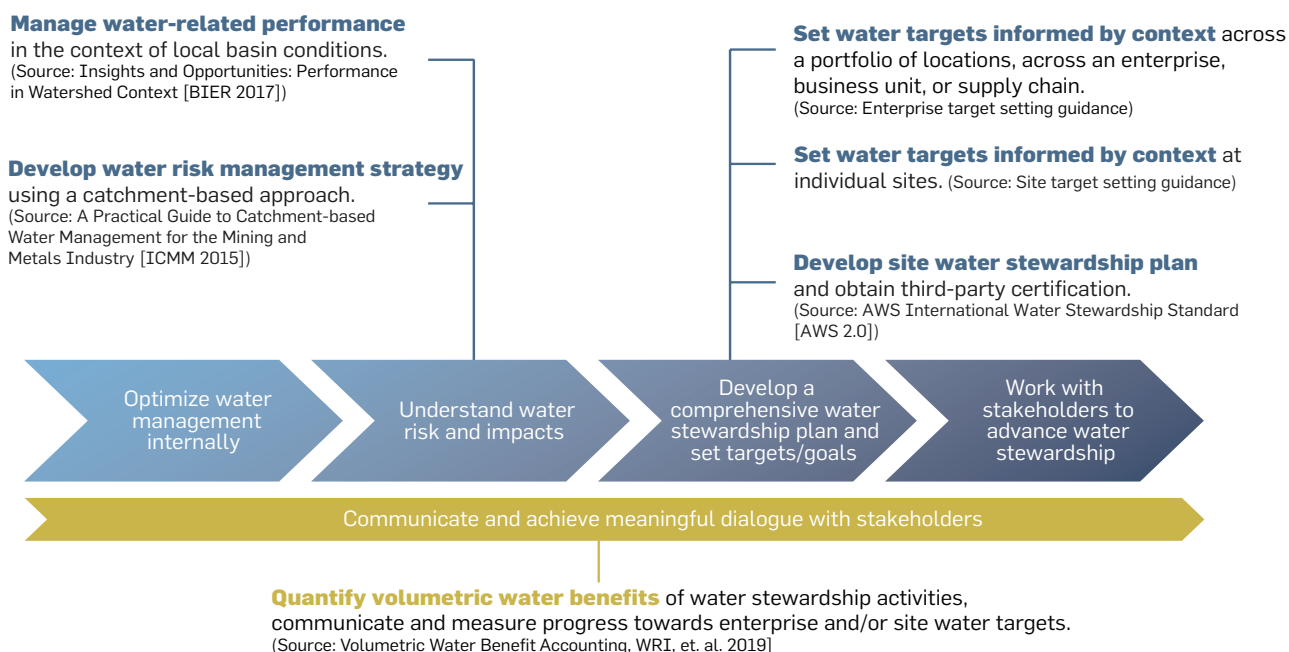 Manage water-related performance
in the context of local basin conditions.
(Source: Insights and Opportunities: Performance
in Watershed Context [BIER 2017])
Develop water risk management strategy
using a catchment-based approach.
(Source: A Practical Guide to Catchment-based
Water Management for the Mining and
Metals Industry [ICMM 2015])
Set water targets informed by context across
a portfolio of locations, across an enterprise,
business unit, or supply chain.
(Source: Enterprise target setting guidance)
Set water targets informed by context at
individual sites. (Source: Site target setting guidance)
Develop site water stewardship plan
and obtain third-party certification.
(Source: AWS International Water Stewardship Standard
[AWS 2.0])
Optimize water
management
internally
Understand water
risk and impacts
Develop a
comprehensive water
stewardship plan and
set targets/goals
Work with
stakeholders to
advance water
stewardship
Communicate and achieve meaningful dialogue with stakeholders
Quantify volumetric water benefits of water stewardship activities,
communicate and measure progress towards enterprise and/or site water targets.
(Source: Volumetric Water Benefit Accounting, WRI, et. al. 2019]